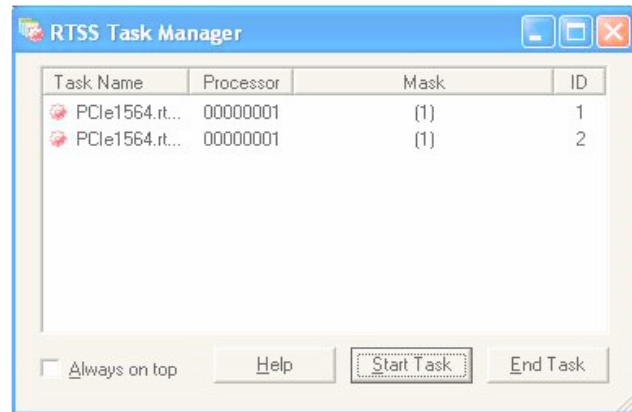 RTSS Task Manager
Task Name Processor Mask ID
PCIe1564.rt... 00000001 (1) 1
PCIe1564.rt... 00000001 (1) 2
Always on top Help Start Task End Task